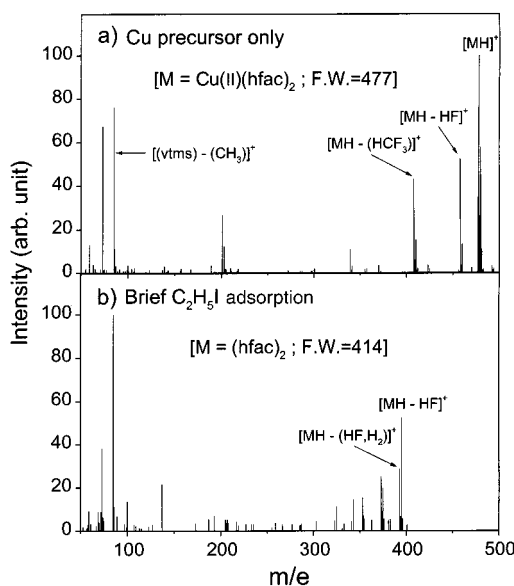 a) Cu precursor only
[MH]⁺
[M = Cu(II)(hfac)₂ ; F.W.=477]
[MH - HF]⁺
[(vtms) - (CH₃)]⁺
[MH - (HCF₃)]⁺
100
80
60
40
20
0
Intensity (arb. unit)
b) Brief C₂H₅I adsorption
[M = (hfac)₂ ; F.W.=414]
[MH - HF]⁺
[MH - (HF,H₂)]⁺
100
80
60
40
20
0
100 200 300 400 500
m/e